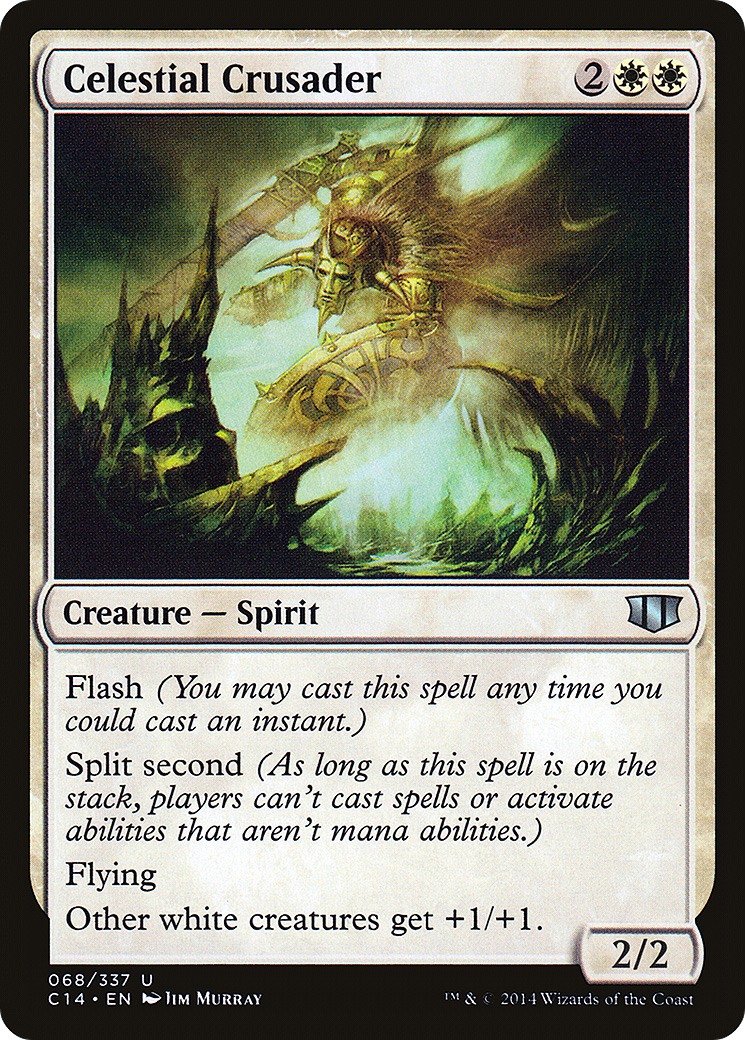 Celestial Crusader 2
Creature — Spirit
Flash (You may cast this spell any time you
could cast an instant.)
Split second (As long as this spell is on the
stack, players can't cast spells or activate
abilities that aren't mana abilities.)
Flying
Other white creatures get +1/+1.
2/2
068/337 U
C14 • EN Jim Murray
™ & © 2014 Wizards of the Coast